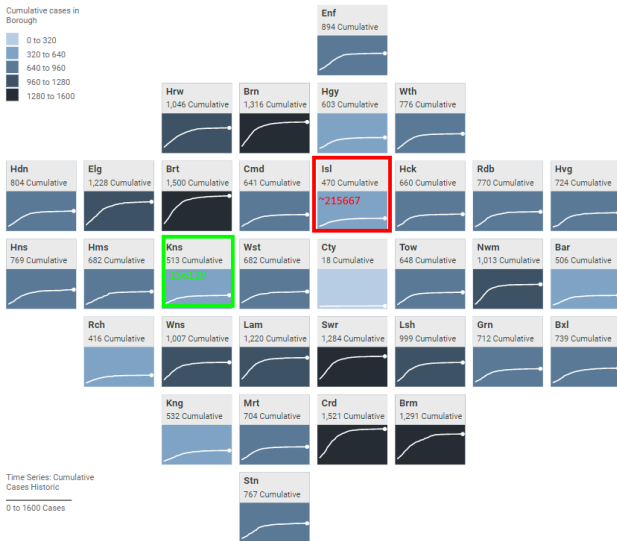 Cumulative cases in
Borough
0 to 320
320 to 640
640 to 960
960 to 1280
1280 to 1600
Enf
894 Cumulative
Hrw
1,046 Cumulative
Brn
1,316 Cumulative
Hgy
603 Cumulative
Wth
776 Cumulative
Hdn
804 Cumulative
Elg
1,228 Cumulative
Brt
1,500 Cumulative
Cmd
641 Cumulative
Isl
470 Cumulative
~215667
Hck
660 Cumulative
Rdb
770 Cumulative
Hvg
724 Cumulative
Hns
769 Cumulative
Hms
682 Cumulative
Kns
513 Cumulative
Wst
682 Cumulative
Cty
18 Cumulative
Tow
648 Cumulative
Nwm
1,013 Cumulative
Bar
506 Cumulative
Rch
416 Cumulative
Wns
1,007 Cumulative
Lam
1,220 Cumulative
Swr
1,284 Cumulative
Lsh
999 Cumulative
Grn
712 Cumulative
Bxl
739 Cumulative
Kng
532 Cumulative
Mrt
704 Cumulative
Crd
1,521 Cumulative
Brm
1,291 Cumulative
Stn
767 Cumulative
Time Series: Cumulative
Cases Historic
0 to 1600 Cases